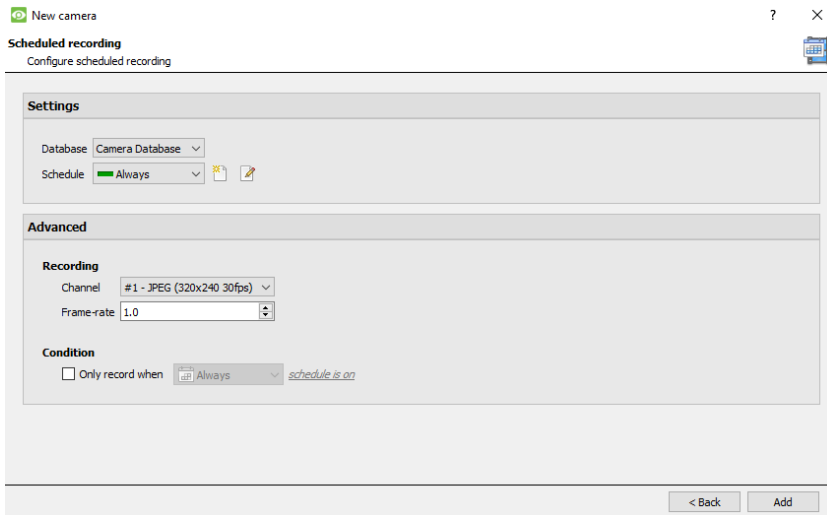 New camera
?
Scheduled recording
Configure scheduled recording
Settings
Database Camera Database
Schedule Always
Advanced
Recording
Channel #1 - JPEG (320x240 30fps)
Frame-rate 1.0
Condition
Only record when Always schedule is on
< Back Add